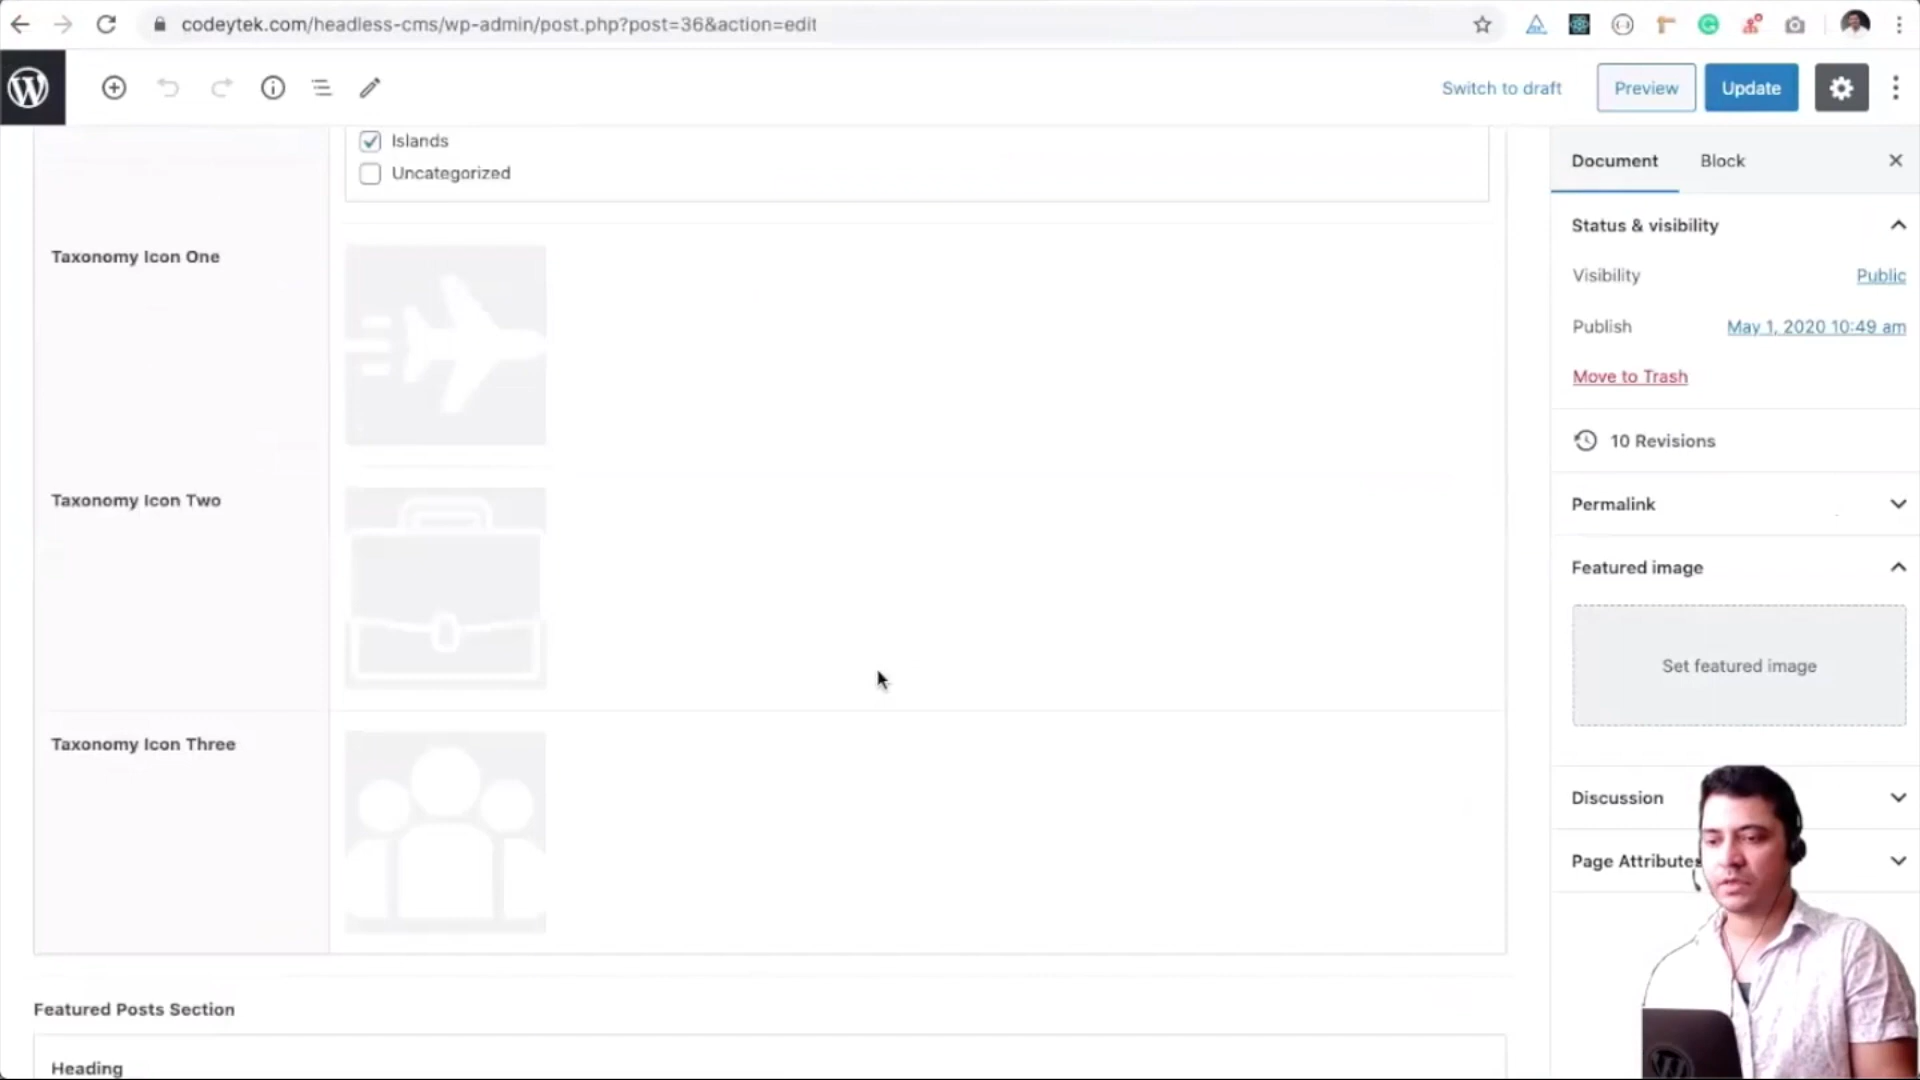 codeytek.com/headless-cms/wp-admin/post.php?post=36&action=edit
Switch to draft
Preview
Update
Islands
Uncategorized
Taxonomy Icon One
Taxonomy Icon Two
Taxonomy Icon Three
Featured Posts Section
Heading
Document
Block
Status & visibility
Visibility
Public
Publish
May 1, 2020 10:49 am
Move to Trash
10 Revisions
Permalink
Featured image
Set featured image
Discussion
Page Attributes